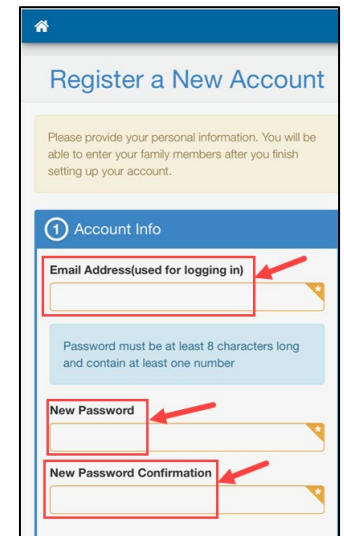 Register a New Account
Please provide your personal information. You will be
able to enter your family members after you finish
setting up your account.
1 Account Info
Email Address(used for logging in)
Password must be at least 8 characters long
and contain at least one number
New Password
New Password Confirmation